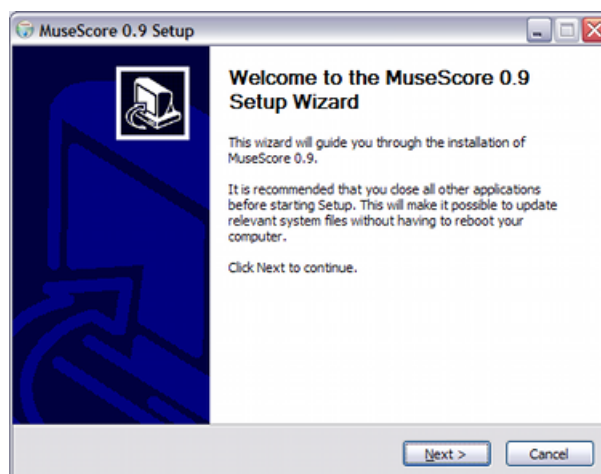 MuseScore 0.9 Setup
Welcome to the MuseScore 0.9
Setup Wizard
This wizard will guide you through the installation of
MuseScore 0.9.
It is recommended that you close all other applications
before starting Setup. This will make it possible to update
relevant system files without having to reboot your
computer.
Click Next to continue.
Next >
Cancel